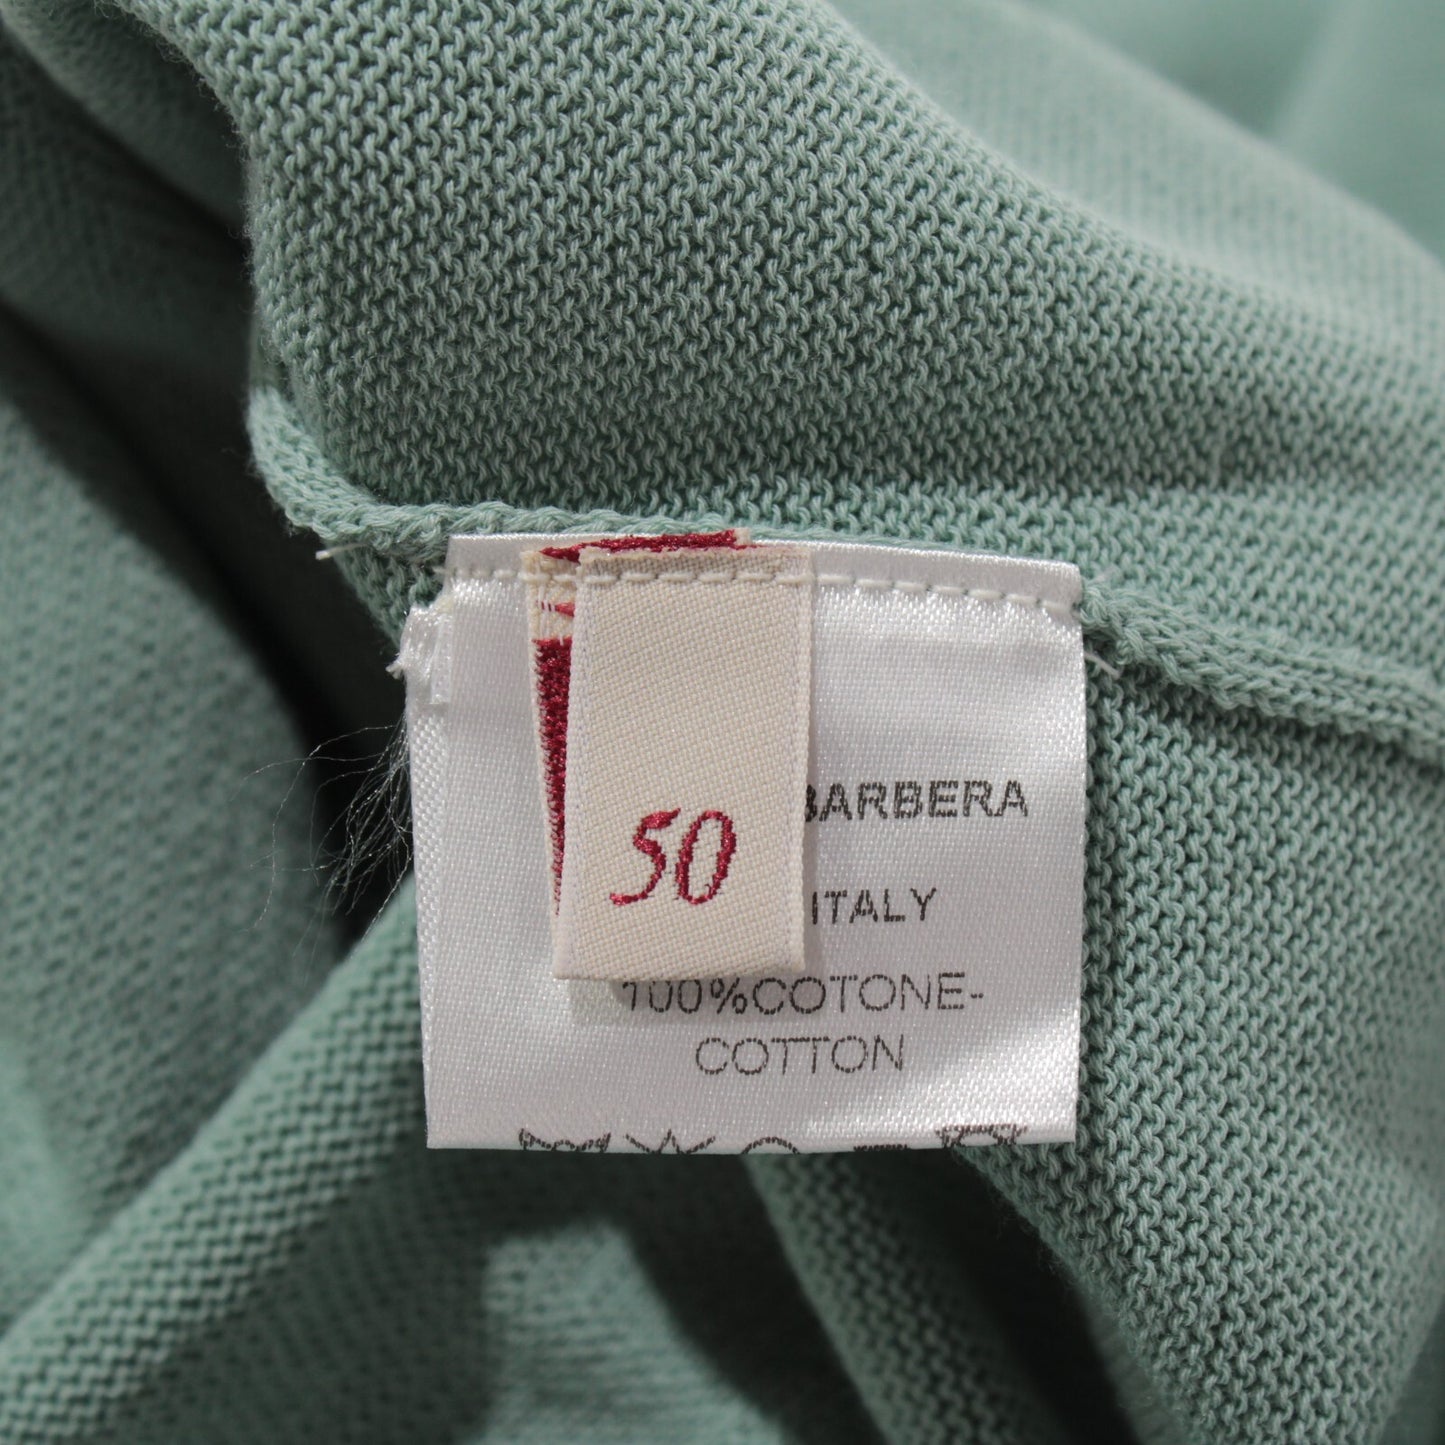 50
BARBERA
ITALY
100%COTONE-
COTTON